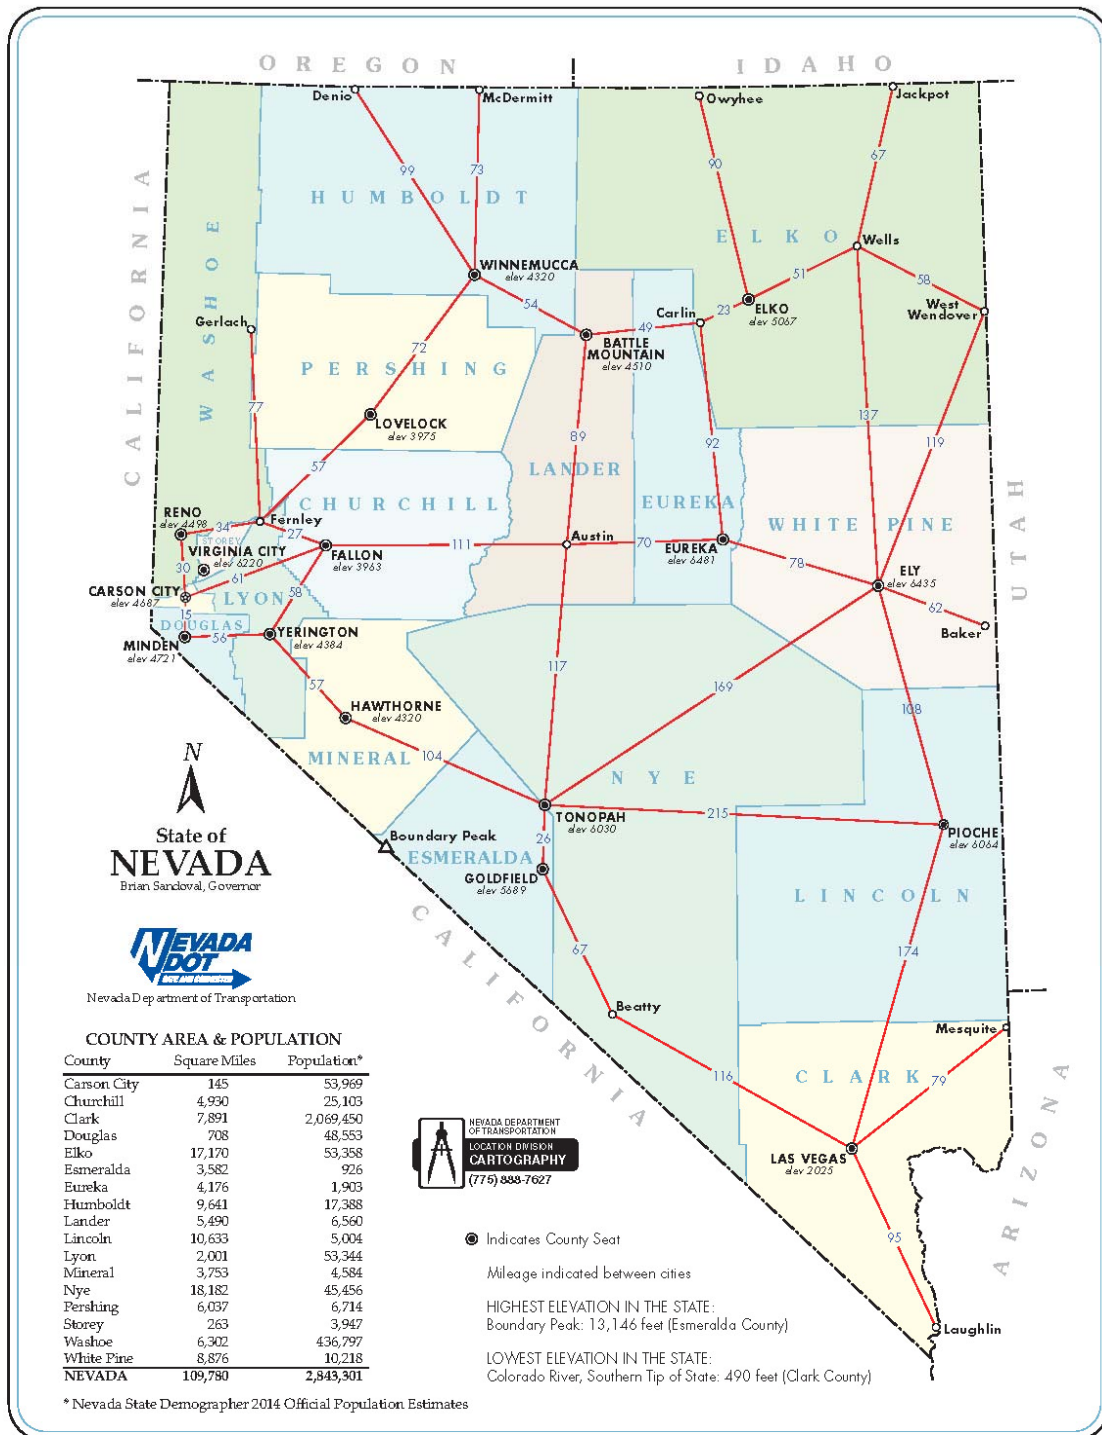 OREGON
IDAHO
Denio
McDermitt
Owyhee
Jackpot
99
73
90
67
CALIFORNIA
HUMBOLDT
WASHOE
ELKO
Wells
WINNEMUCCA
elev 4320
51
58
54
23
ELKO
elev 5067
West
Wendover
Gerlach
Carlin
49
BATTLE
MOUNTAIN
elev 4510
72
PERSHING
77
LOVELOCK
elev 3975
137
89
92
119
57
LANDER
CHURCHILL
EUREKA
WHITE PINE
UTAH
RENO
elev 4498
34
Fernley
27
STOREY
VIRGINIA CITY
elev 6220
FALLON
elev 3963
111
Austin
70
EUREKA
elev 6481
78
ELY
elev 6435
30
61
CARSON CITY
elev 4687
LYON
58
62
15
DOUGLAS
Baker
MINDEN
elev 4721
56
YERINGTON
elev 4384
117
57
169
HAWTHORNE
elev 4320
108
104
MINERAL
NYE
N
TONOPAH
elev 6030
215
PIOCHE
elev 6064
26
Boundary Peak
ESMERALDA
GOLDFIELD
elev 5689
State of
NEVADA
Brian Sandoval, Governor
LINCOLN
CALIFORNIA
67
174
NEVADA
DOT
Nevada Department of Transportation
Beatty
Mesquite
116
CLARK
79
ARIZONA
LAS VEGAS
elev 2025
95
Laughlin
COUNTY AREA & POPULATION
County Square Miles Population*
Carson City 145 53,969
Churchill 4,930 25,103
Clark 7,891 2,069,450
Douglas 708 48,553
Elko 17,170 53,358
Esmeralda 3,582 926
Eureka 4,176 1,903
Humboldt 9,641 17,388
Lander 5,490 6,560
Lincoln 10,633 5,004
Lyon 2,001 53,344
Mineral 3,753 4,584
Nye 18,182 45,456
Pershing 6,037 6,714
Storey 263 3,947
Washoe 6,302 436,797
White Pine 8,876 10,218
NEVADA 109,780 2,843,301
* Nevada State Demographer 2014 Official Population Estimates
NEVADA DEPARTMENT
OF TRANSPORTATION
LOCATION DIVISION
CARTOGRAPHY
(775) 888-7627
Indicates County Seat
Mileage indicated between cities
HIGHEST ELEVATION IN THE STATE:
Boundary Peak: 13,146 feet (Esmeralda County)
LOWEST ELEVATION IN THE STATE:
Colorado River, Southern Tip of State: 490 feet (Clark County)